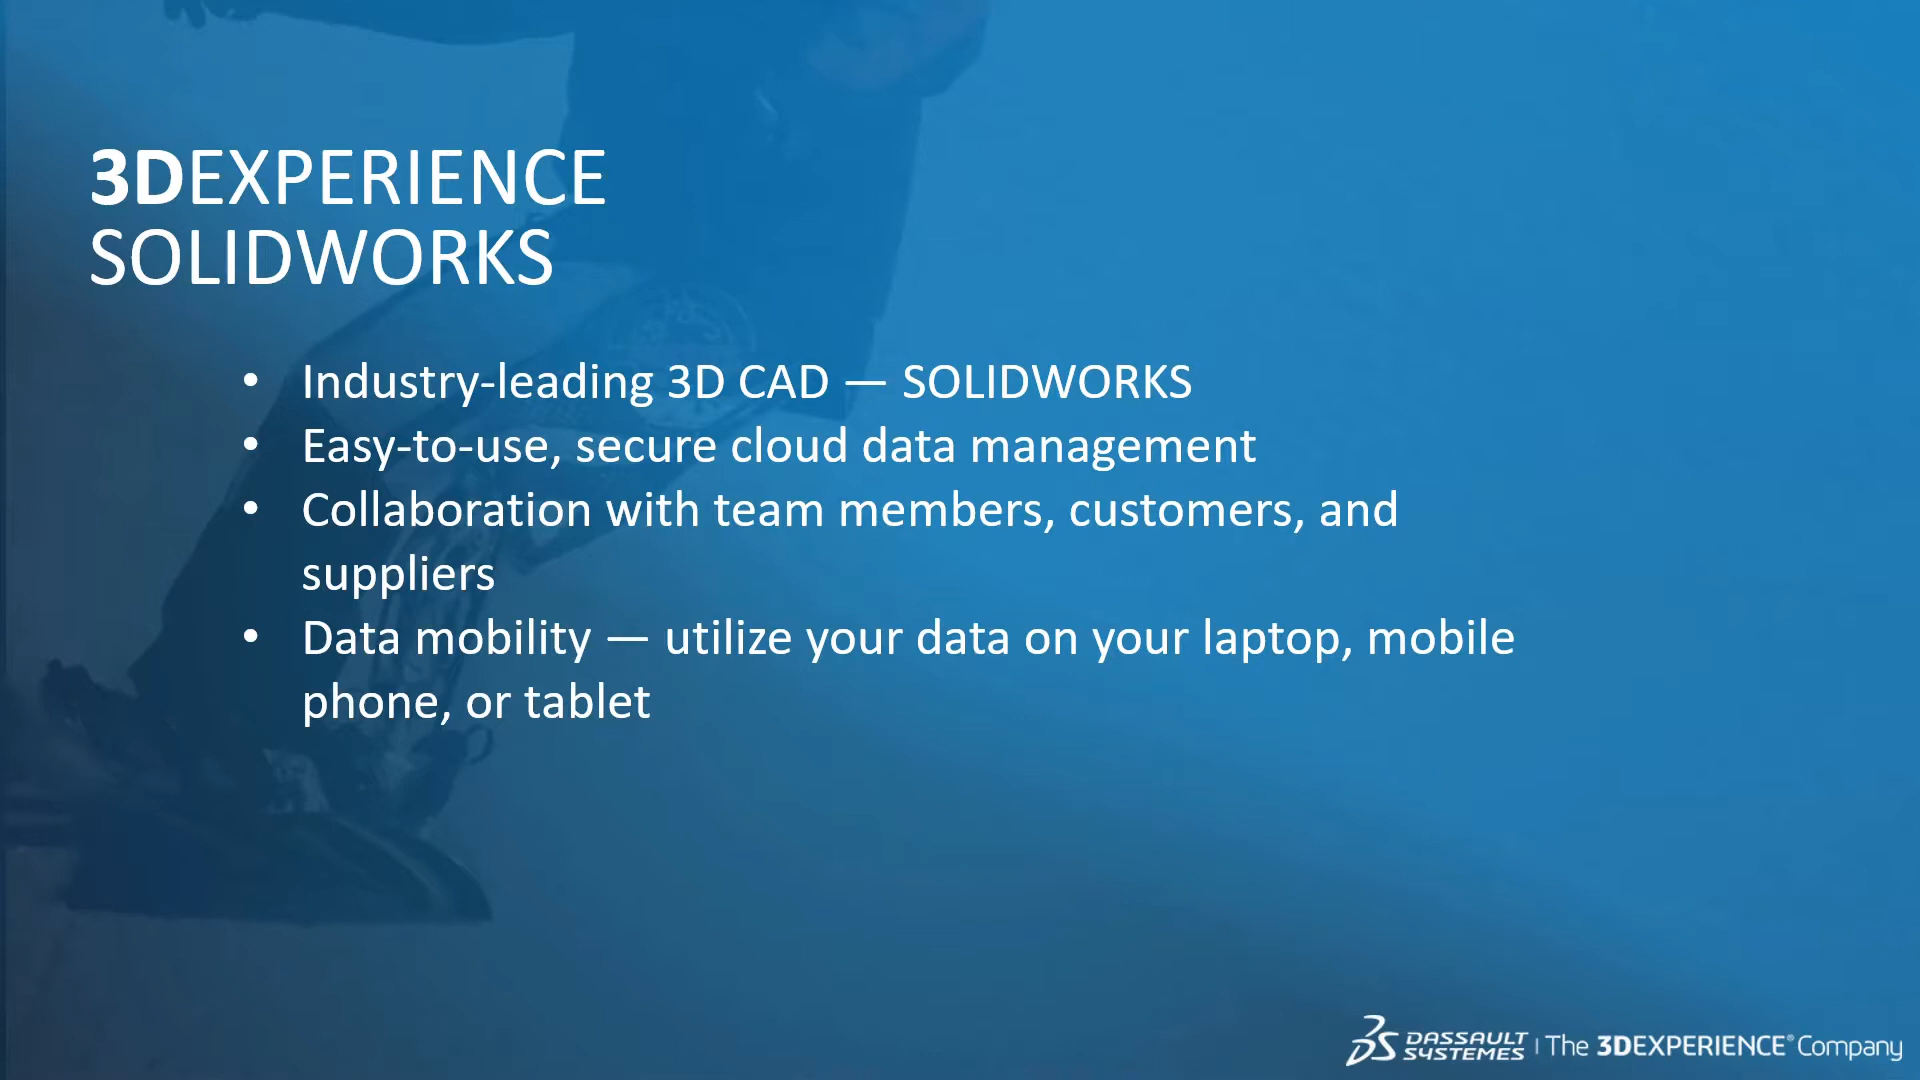 3DEXPERIENCE
SOLIDWORKS
• Industry-leading 3D CAD — SOLIDWORKS
• Easy-to-use, secure cloud data management
• Collaboration with team members, customers, and
suppliers
• Data mobility — utilize your data on your laptop, mobile
phone, or tablet
3DS DASSAULT SYSTEMES | The 3DEXPERIENCE® Company